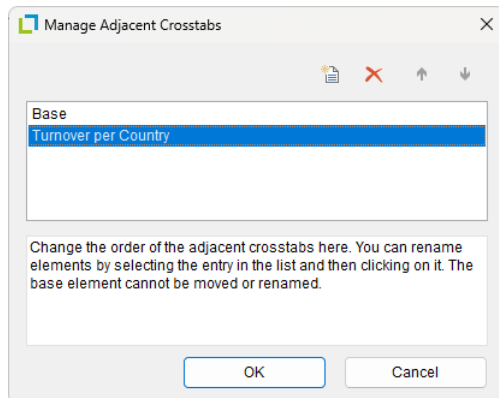 Manage Adjacent Crosstabs
Base
Turnover per Country
Change the order of the adjacent crosstabs here. You can rename
elements by selecting the entry in the list and then clicking on it. The
base element cannot be moved or renamed.
OK
Cancel